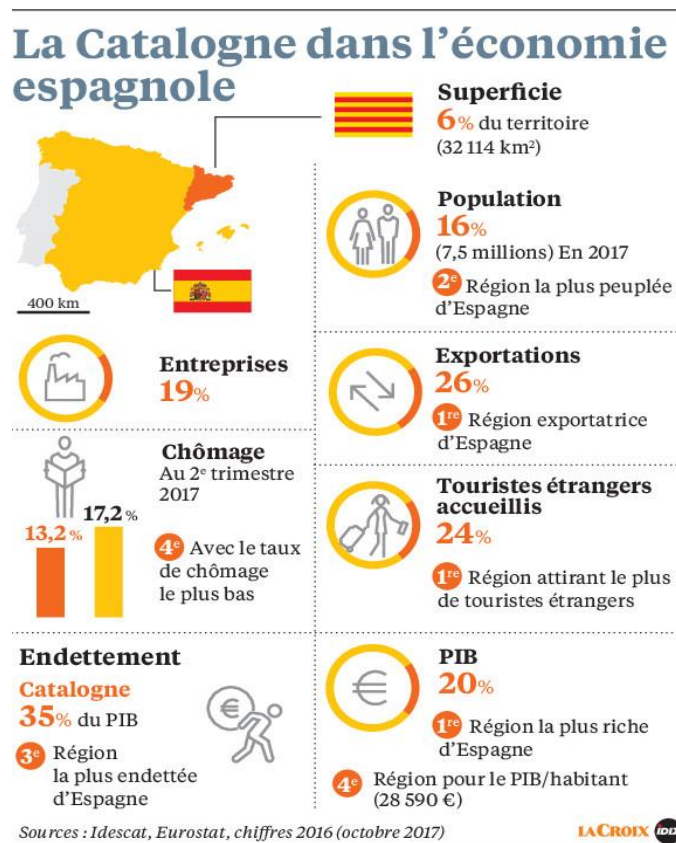 La Catalogne dans l’économie
espagnole
400 km
Superficie
6% du territoire
(32 114 km²)
Population
16%
(7,5 millions) En 2017
2e Région la plus peuplée
d’Espagne
Entreprises
19%
Exportations
26%
1re Région exportatrice
d’Espagne
Chômage
Au 2e trimestre
2017
13,2 %
17,2 %
4e Avec le taux
de chômage
le plus bas
Touristes étrangers
accueillis
24%
1re Région attirant le plus
de touristes étrangers
Endettement
Catalogne
35% du PIB
3e Région
la plus endettée
d’Espagne
PIB
20%
1re Région la plus riche
d’Espagne
4e Région pour le PIB/habitant
(28 590 €)
Sources : Idescat, Eurostat, chiffres 2016 (octobre 2017)
LA CROIX